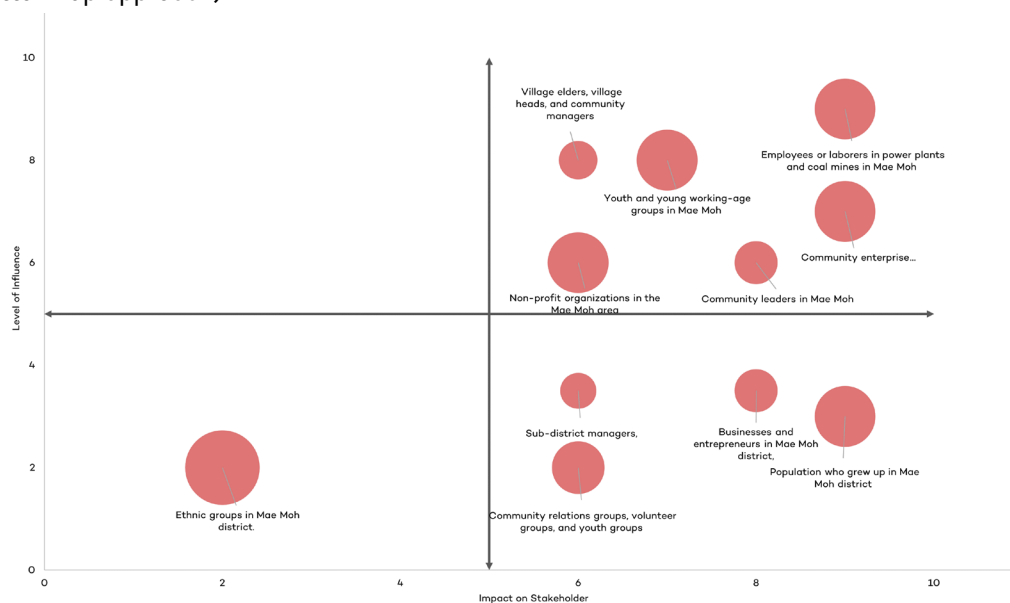 10
Village elders, village
heads, and community
managers
8
Employees or laborers in power plants
and coal mines in Mae Moh
Youth and young working-age
groups in Mae Moh
Community enterprise...
6
Non-profit organizations in the
Mae Moh area
Community leaders in Mae Moh
Level of Influence
4
Sub-district managers,
Businesses and
entrepreneurs in Mae Moh
district,
2
Population who grew up in Mae
Moh district
Ethnic groups in Mae Moh
district.
Community relations groups, volunteer
groups, and youth groups
0
0 2 4 6 8 10
Impact on Stakeholder